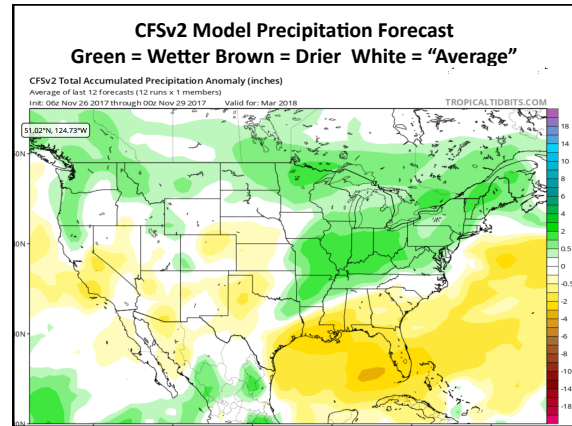 CFSv2 Model Precipitation Forecast
Green = Wetter Brown = Drier  White = “Average”
CFSv2 Total Accumulated Precipitation Anomaly (inches)
Average of last 12 forecasts (12 runs x 1 members)
Init: 06z Nov 26 2017 through 00z Nov 29 2017 Valid for: Mar 2018
TROPICALTIDBITS.COM
51.02°N, 124.73°W
18
14
10
8
6
4
2
0.5
0
-0.5
-2
-4
-6
-8
-10
-14
-18